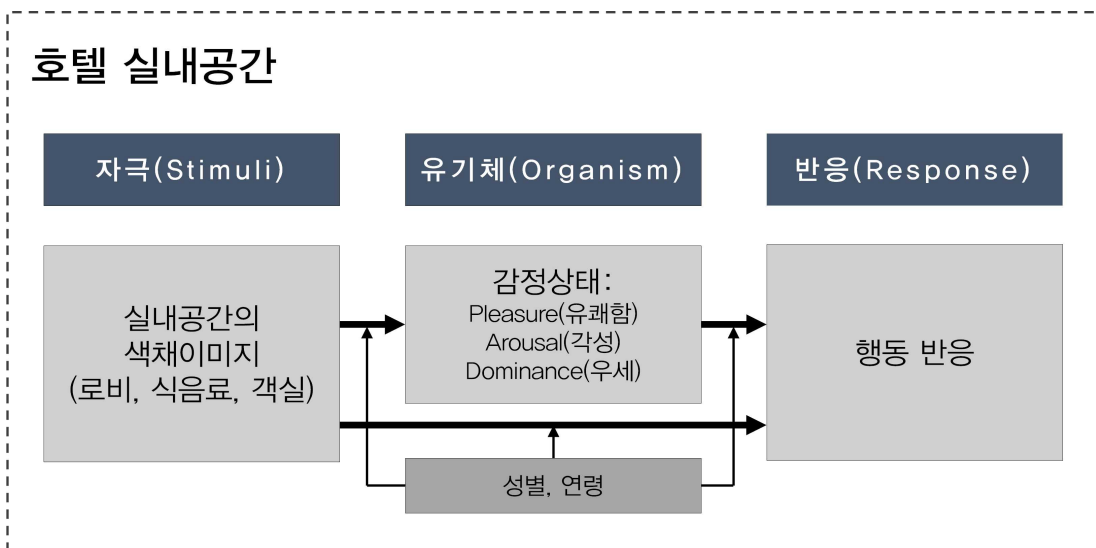 호텔 실내공간
자극(Stimuli)
유기체(Organism)
반응(Response)
실내공간의
색채이미지
(로비, 식음료, 객실)
감정상태:
Pleasure(유쾌함)
Arousal(각성)
Dominance(우세)
행동 반응
성별, 연령